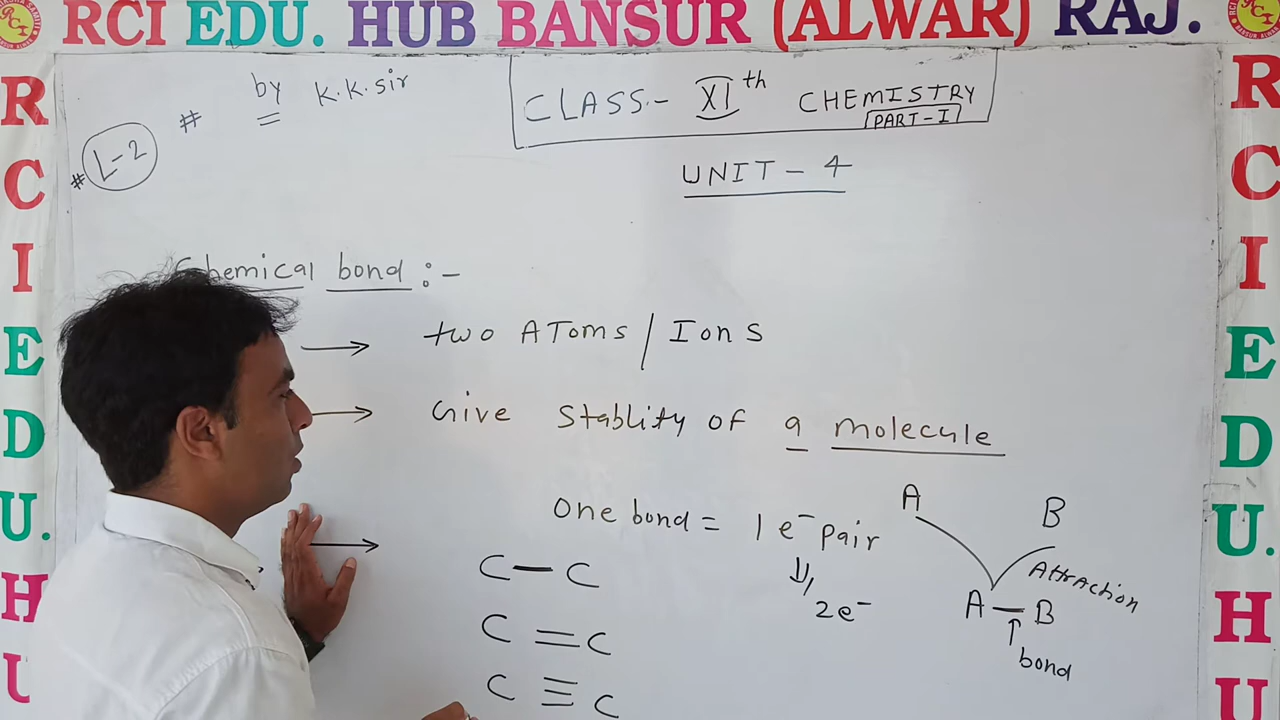 RCI EDU. HUB BANSUR (ALWAR) RAJ.
R
C
I
E
D
U.
H
U
# by K.K.Sir
# L-2
CLASS:- XIth CHEMISTRY
PART-I
UNIT - 4
Chemical bond :-
→ two Atoms / Ions
→ Give Stablity of a molecule
→ One bond = 1 e⁻ pair
2e⁻
C — C
C = C
C ≡ C
A B
Attraction
A — B
bond
R
C
I
E
D
U.
H
U